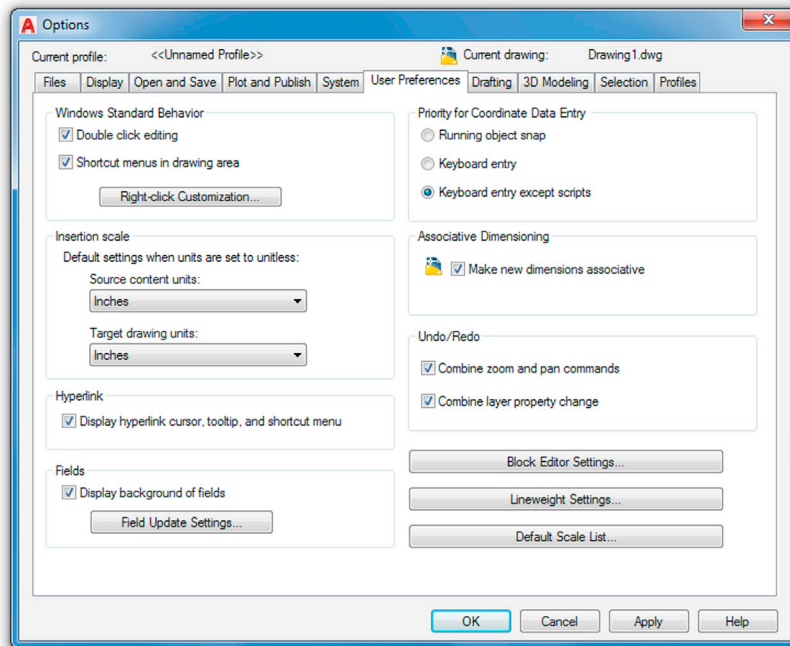 A Options
Current profile: <<Unnamed Profile>> Current drawing: Drawing1.dwg
Files Display Open and Save Plot and Publish System User Preferences Drafting 3D Modeling Selection Profiles
Windows Standard Behavior
Double click editing
Shortcut menus in drawing area
Right-click Customization...
Insertion scale
Default settings when units are set to unitless:
Source content units:
Inches
Target drawing units:
Inches
Hyperlink
Display hyperlink cursor, tooltip, and shortcut menu
Fields
Display background of fields
Field Update Settings...
Priority for Coordinate Data Entry
Running object snap
Keyboard entry
Keyboard entry except scripts
Associative Dimensioning
Make new dimensions associative
Undo/Redo
Combine zoom and pan commands
Combine layer property change
Block Editor Settings...
Lineweight Settings...
Default Scale List...
OK Cancel Apply Help